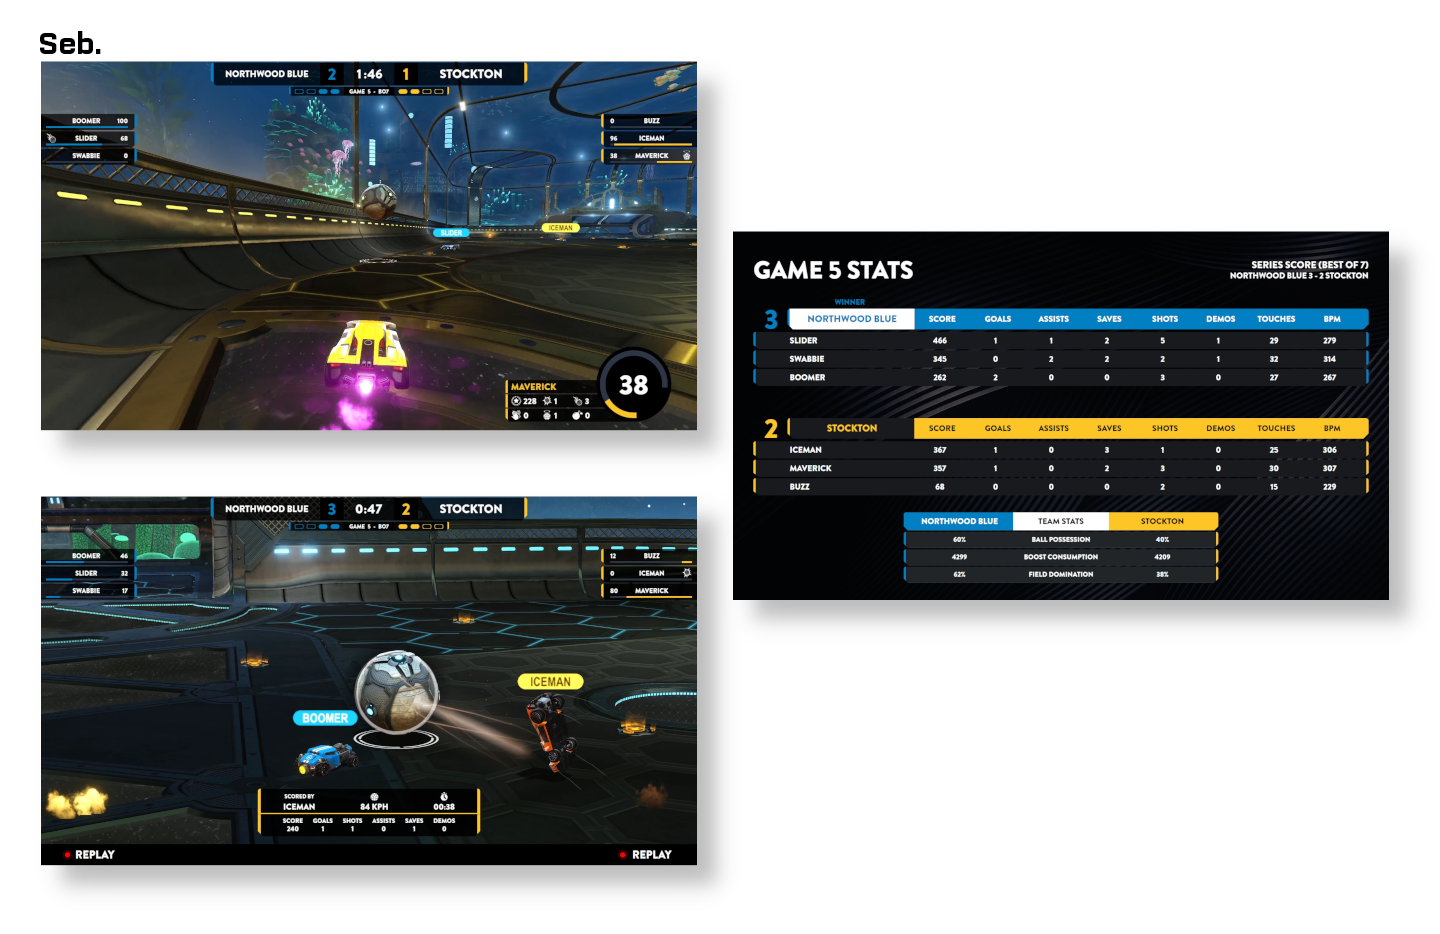 Seb.
NORTHWOOD BLUE 2 1:46 1 STOCKTON
GAME 5 - BO7
BOOMER 100
SLIDER 68
SWABBIE 0
0 BUZZ
96 ICEMAN
38 MAVERICK
SLIDER
ICEMAN
MAVERICK
228 1 3
0 1 0
38
NORTHWOOD BLUE 3 0:47 2 STOCKTON
GAME 5 - BO7
BOOMER 46
SLIDER 32
SWABBIE 17
12 BUZZ
0 ICEMAN
80 MAVERICK
ICEMAN
BOOMER
SCORED BY
ICEMAN 84 KPH 00:38
SCORE GOALS SHOTS ASSISTS SAVES DEMOS
240 1 1 0 1 0
REPLAY REPLAY
GAME 5 STATS
SERIES SCORE (BEST OF 7)
NORTHWOOD BLUE 3 - 2 STOCKTON
WINNER
3 NORTHWOOD BLUE SCORE GOALS ASSISTS SAVES SHOTS DEMOS TOUCHES BPM
SLIDER 466 1 1 2 5 1 29 279
SWABBIE 345 0 2 2 2 1 32 314
BOOMER 262 2 0 0 3 0 27 267
2 STOCKTON SCORE GOALS ASSISTS SAVES SHOTS DEMOS TOUCHES BPM
ICEMAN 367 1 0 3 1 0 25 306
MAVERICK 357 1 0 2 3 0 30 307
BUZZ 68 0 0 0 2 0 15 229
NORTHWOOD BLUE TEAM STATS STOCKTON
60% BALL POSSESSION 40%
4299 BOOST CONSUMPTION 4209
62% FIELD DOMINATION 38%